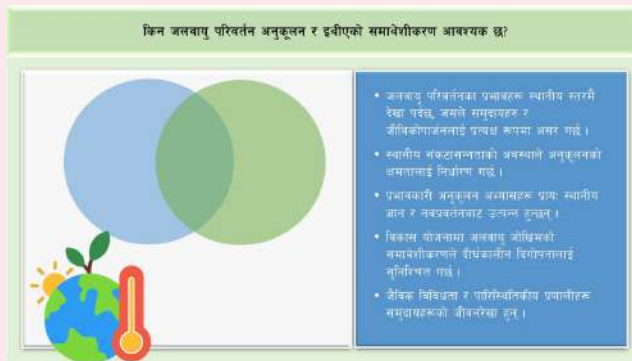 किन जलवायु परिवर्तन अनुकूलन र इबीएको समावेशीकरण आवश्यक छ?
• जलवायु परिवर्तनका प्रभावहरू स्थानीय स्तरमै
देखा पर्दछ, जसले समुदायहरु र
जीविकोपार्जनलाई प्रत्यक्ष रूपमा असर गर्छ ।
• स्थानीय संकटासन्नताको अवस्थाले अनुकूलनको
क्षमतालाई निर्धारण गर्छ ।
• प्रभावकारी अनुकूलन अभ्यासहरू प्रायः स्थानीय
ज्ञान र नवप्रवर्तनबाट उत्पन्न हुन्छन् ।
• विकास योजनामा जलवायु जोखिमको
समावेशीकरणले दीर्घकालीन दिगोपनालाई
सुनिश्चित गर्छ ।
• जैविक विविधता र पारिस्थितिकीय प्रणालीहरू
समुदायहरूको जीवनरेखा हुन् ।